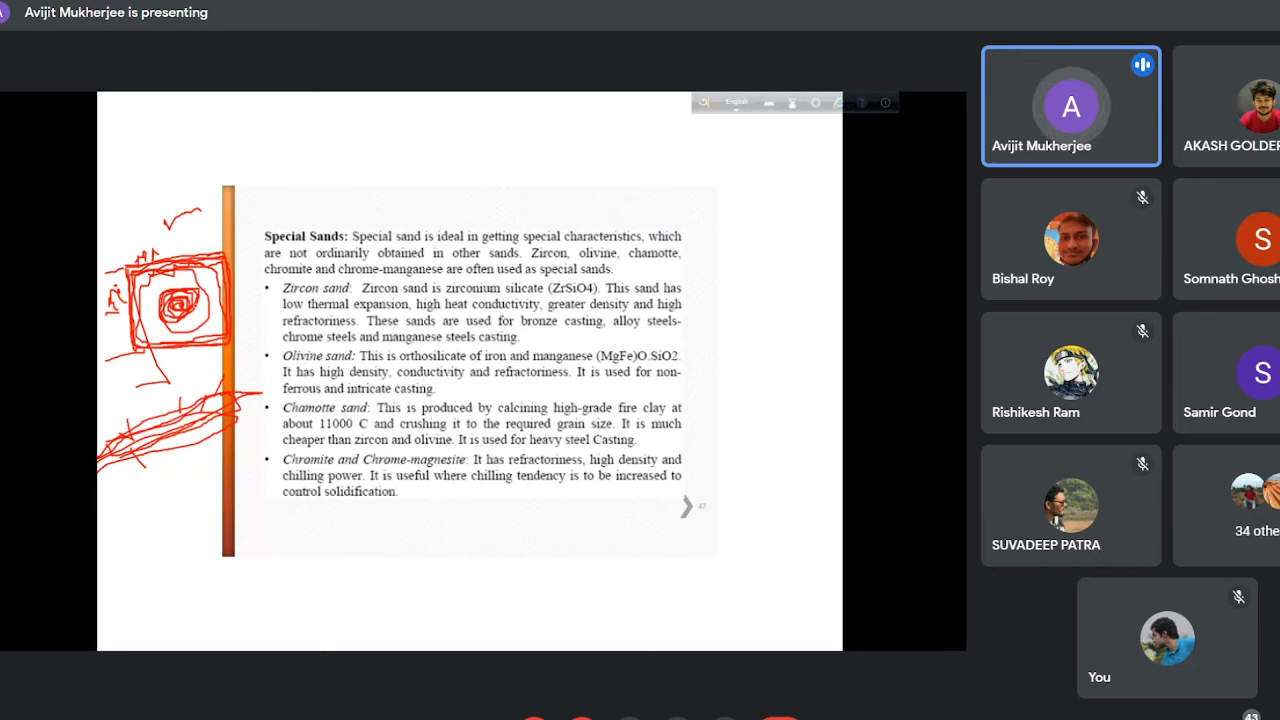 Avijit Mukherjee is presenting
English
A
Avijit Mukherjee
AKASH GOLDER
Special Sands: Special sand is ideal in getting special characteristics, which
are not ordinarily obtained in other sands. Zircon, olivine, chamotte,
chromite and chrome-manganese are often used as special sands.
• Zircon sand: Zircon sand is zirconium silicate (ZrSiO4). This sand has
low thermal expansion, high heat conductivity, greater density and high
refractoriness. These sands are used for bronze casting, alloy steels-
chrome steels and manganese steels casting.
• Olivine sand: This is orthosilicate of iron and manganese (MgFe)O.SiO2.
It has high density, conductivity and refractoriness. It is used for non-
ferrous and intricate casting.
• Chamotte sand: This is produced by calcining high-grade fire clay at
about 11000 C and crushing it to the required grain size. It is much
cheaper than zircon and olivine. It is used for heavy steel Casting.
• Chromite and Chrome-magnesite: It has refractoriness, high density and
chilling power. It is useful where chilling tendency is to be increased to
control solidification.
47
Bishal Roy
S
Somnath Ghosh
Rishikesh Ram
S
Samir Gond
SUVADEEP PATRA
34 othe
You
43